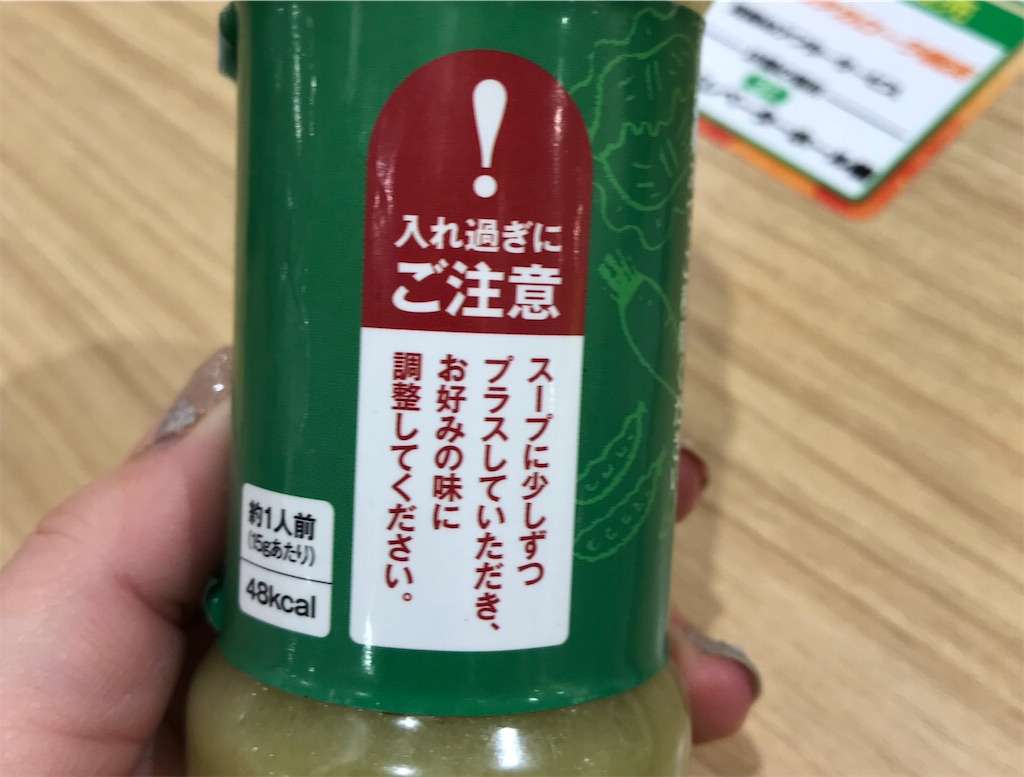 !
入れ過ぎに
ご注意
スープに少しずつ
プラスしていただき、
お好みの味に
調整してください。
約1人前
(15gあたり)
48kcal